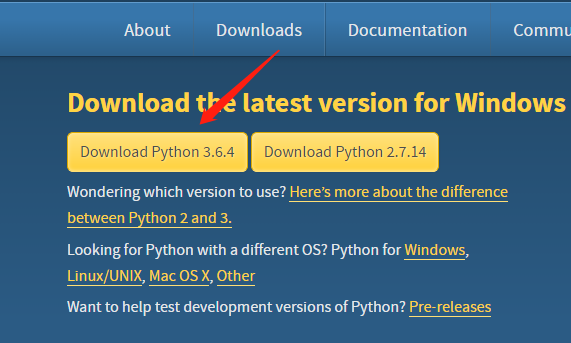 About Downloads Documentation Commu
Download the latest version for Windows
Download Python 3.6.4 Download Python 2.7.14
Wondering which version to use? Here's more about the difference
between Python 2 and 3.
Looking for Python with a different OS? Python for Windows,
Linux/UNIX, Mac OS X, Other
Want to help test development versions of Python? Pre-releases